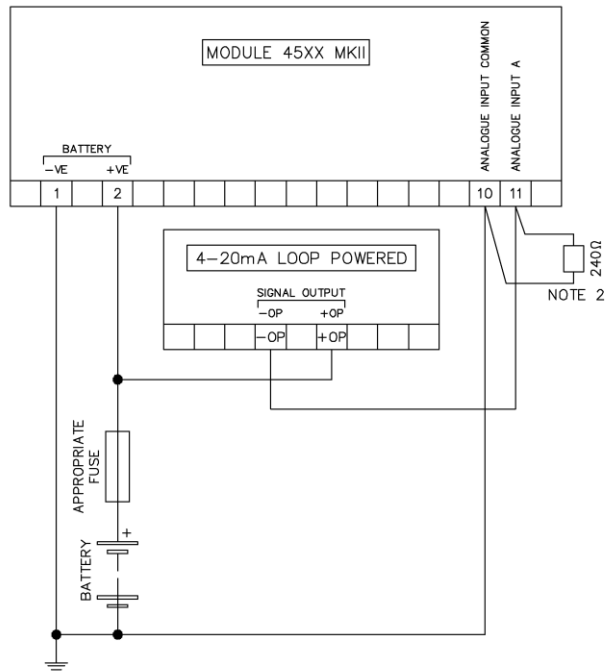 MODULE 45XX MKII
ANALOGUE INPUT COMMON
ANALOGUE INPUT A
BATTERY
–VE +VE
1 2 10 11
4–20mA LOOP POWERED
SIGNAL OUTPUT
–OP +OP
–OP +OP
240Ω
NOTE 2
APPROPRIATE
FUSE
+
BATTERY